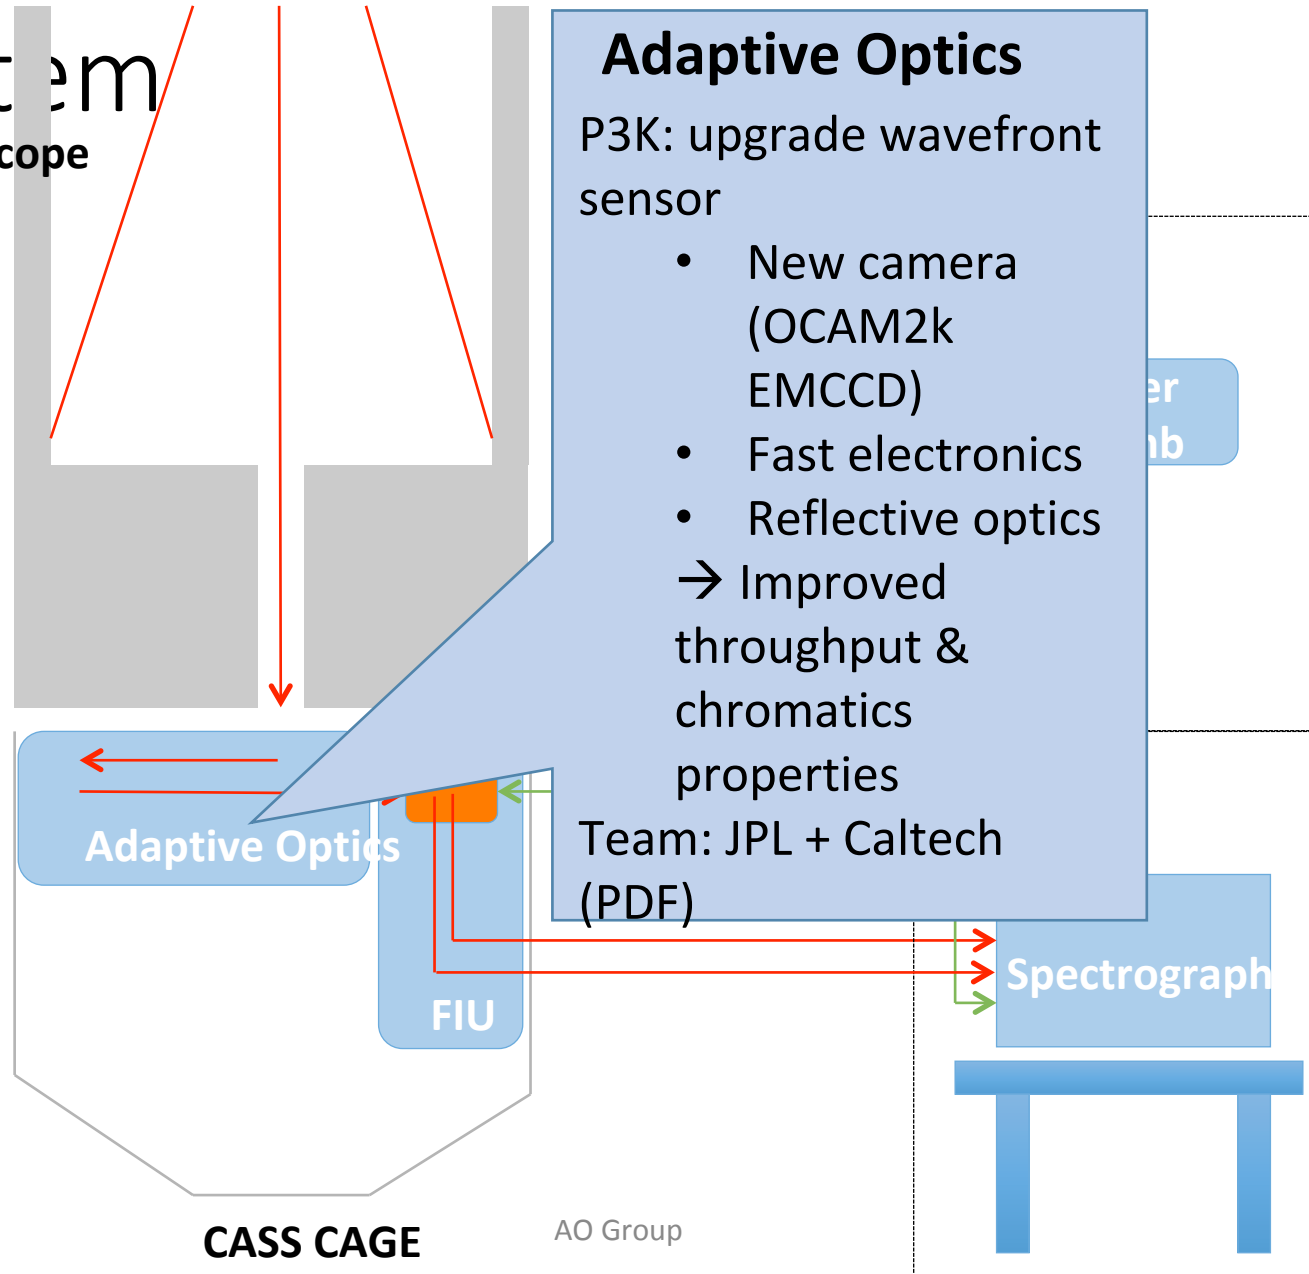 tem
cope
Adaptive Optics
P3K: upgrade wavefront
sensor
• New camera
(OCAM2k
EMCCD)
• Fast electronics
• Reflective optics
→ Improved
throughput &
chromatics
properties
Team: JPL + Caltech
(PDF)
er
mb
Adaptive Optics
FIU
Spectrograph
CASS CAGE
AO Group